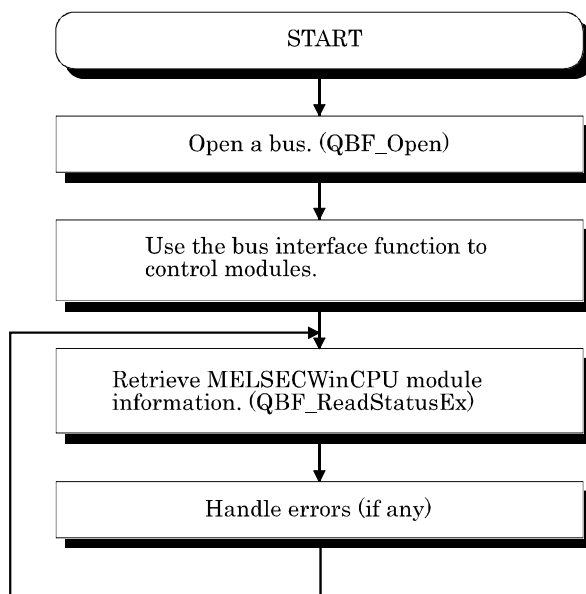 START
Open a bus. (QBF_Open)
Use the bus interface function to
control modules.
Retrieve MELSECWinCPU module
information. (QBF_ReadStatusEx)
Handle errors (if any)